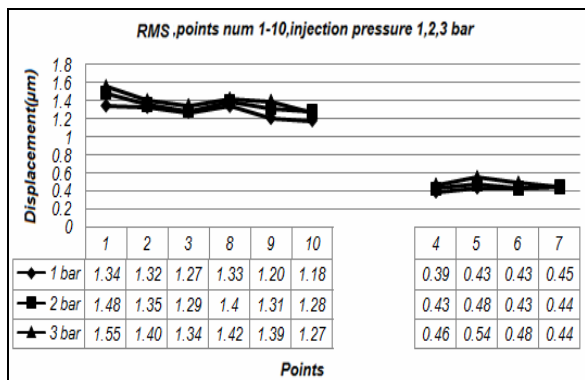 RMS ,points num 1-10,injection pressure 1,2,3 bar
Displacement(µm)
1.8
1.6
1.4
1.2
1
0.8
0.6
0.4
0.2
0
1 2 3 8 9 10 4 5 6 7
1 bar 1.34 1.32 1.27 1.33 1.20 1.18 0.39 0.43 0.43 0.45
2 bar 1.48 1.35 1.29 1.4 1.31 1.28 0.43 0.48 0.43 0.44
3 bar 1.55 1.40 1.34 1.42 1.39 1.27 0.46 0.54 0.48 0.44
Points